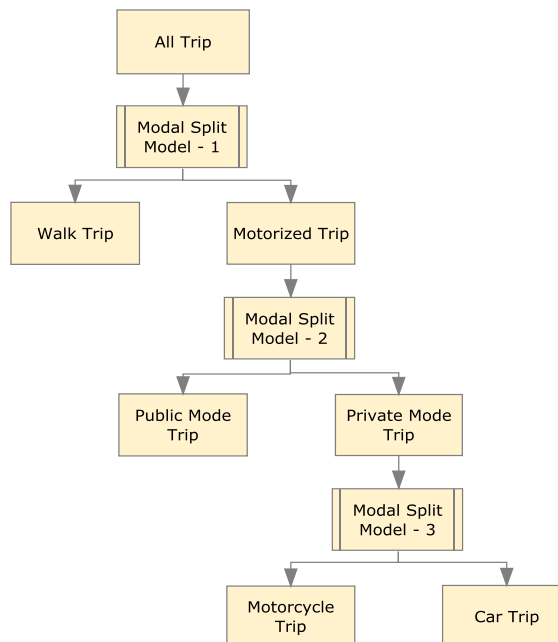 All Trip
Modal Split
Model - 1
Walk Trip
Motorized Trip
Modal Split
Model - 2
Public Mode
Trip
Private Mode
Trip
Modal Split
Model - 3
Motorcycle
Trip
Car Trip